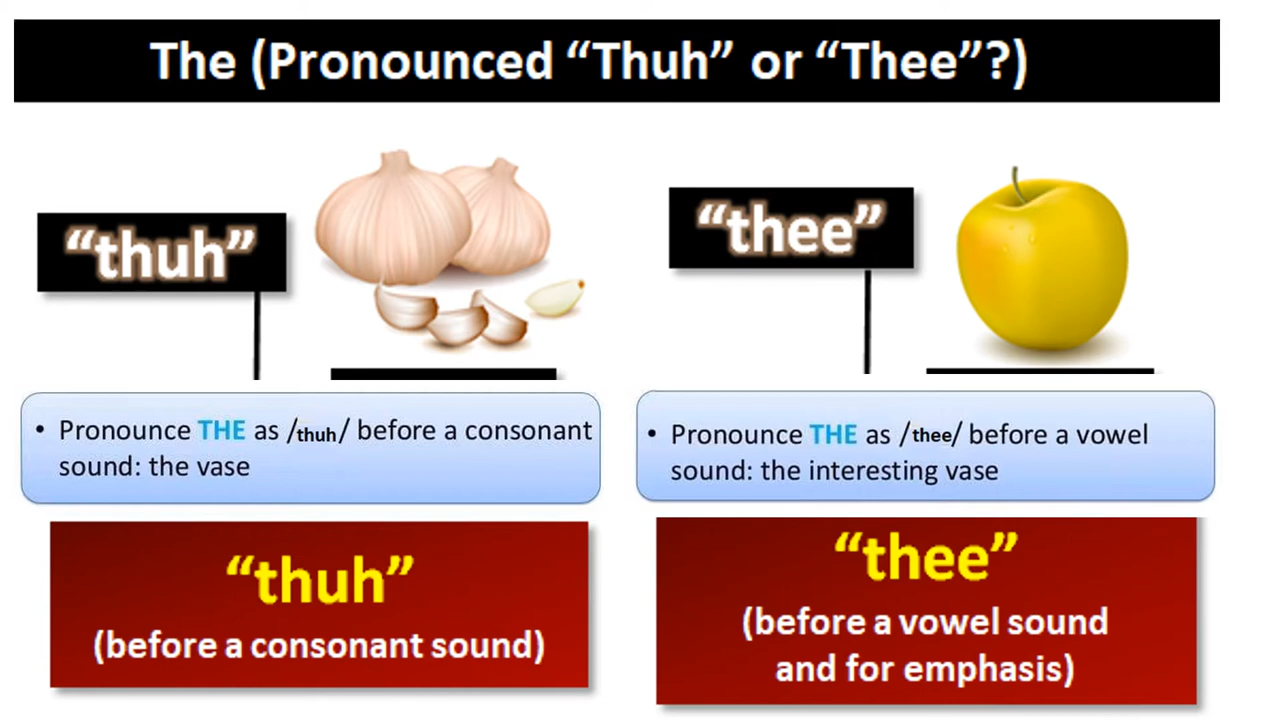 The (Pronounced “Thuh” or “Thee”?)
“thuh”
“thee”
• Pronounce THE as /thuh/ before a consonant
sound: the vase
• Pronounce THE as /thee/ before a vowel
sound: the interesting vase
“thuh”
(before a consonant sound)
“thee”
(before a vowel sound
and for emphasis)